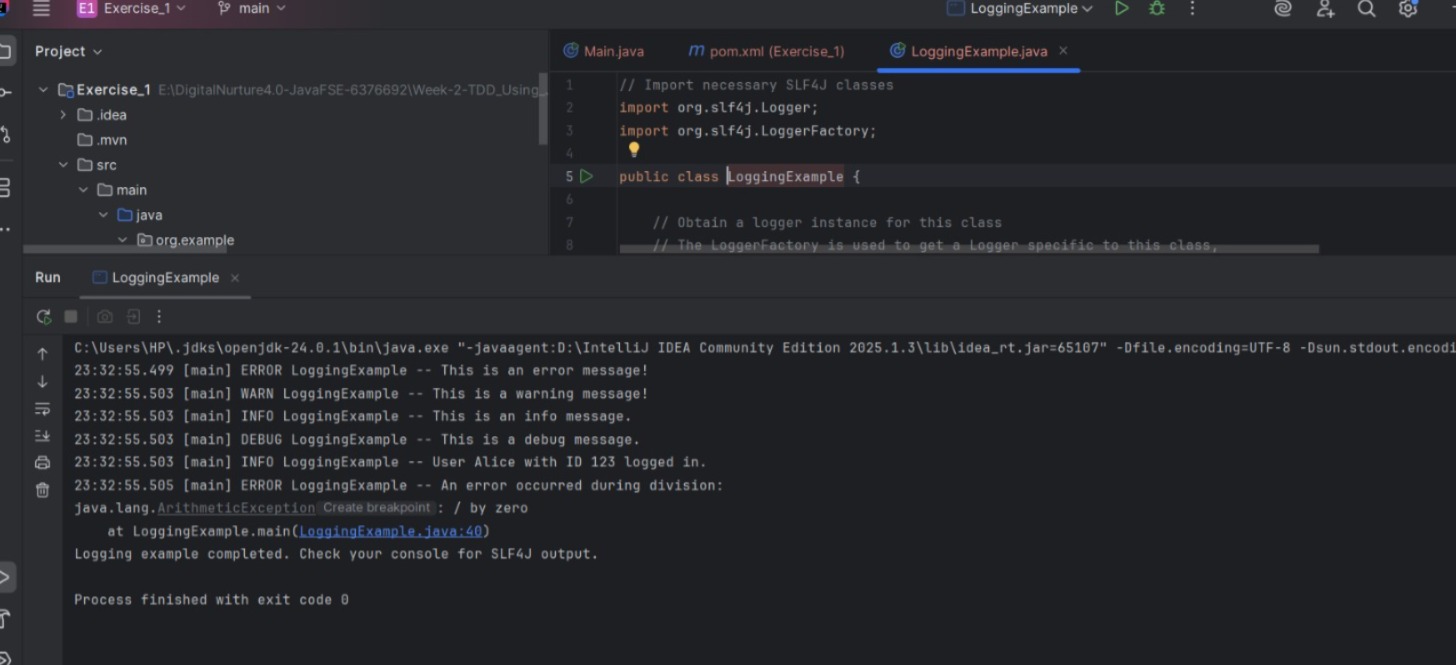 E1 Exercise_1 main LoggingExample
Project
Main.java pom.xml (Exercise_1) LoggingExample.java
Exercise_1 E:\DigitalNurture4.0-JavaFSE-6376692\Week-2-TDD_Using_
.idea
.mvn
src
main
java
org.example
1 // Import necessary SLF4J classes
2 import org.slf4j.Logger;
3 import org.slf4j.LoggerFactory;
4
5 public class LoggingExample {
6
7 // Obtain a logger instance for this class
8 // The LoggerFactory is used to get a Logger specific to this class,
Run LoggingExample
C:\Users\HP\.jdks\openjdk-24.0.1\bin\java.exe "-javaagent:D:\IntelliJ IDEA Community Edition 2025.1.3\lib\idea_rt.jar=65107" -Dfile.encoding=UTF-8 -Dsun.stdout.encodi
23:32:55.499 [main] ERROR LoggingExample -- This is an error message!
23:32:55.503 [main] WARN LoggingExample -- This is a warning message!
23:32:55.503 [main] INFO LoggingExample -- This is an info message.
23:32:55.503 [main] DEBUG LoggingExample -- This is a debug message.
23:32:55.503 [main] INFO LoggingExample -- User Alice with ID 123 logged in.
23:32:55.505 [main] ERROR LoggingExample -- An error occurred during division:
java.lang.ArithmeticException Create breakpoint : / by zero
at LoggingExample.main(LoggingExample.java:40)
Logging example completed. Check your console for SLF4J output.
Process finished with exit code 0